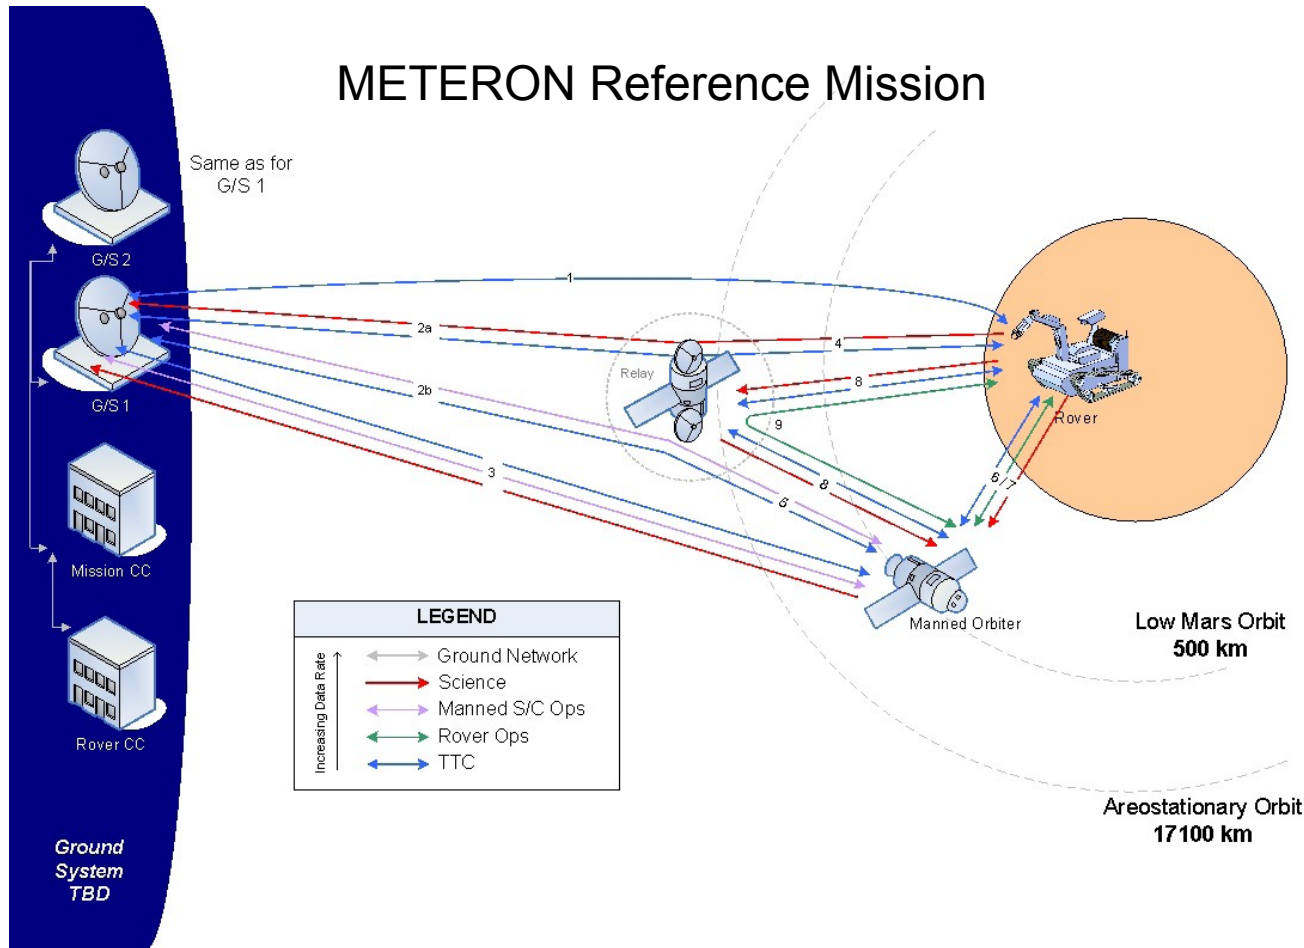 METERON Reference Mission
Same as for
G/S 1
G/S 2
G/S 1
Mission CC
Rover CC
Ground
System
TBD
1
2a
4
Relay
8
2b
9
Rover
3
6 / 7
8
5
Manned Orbiter
Low Mars Orbit
500 km
Areostationary Orbit
17100 km
LEGEND
Increasing Data Rate
Ground Network
Science
Manned S/C Ops
Rover Ops
TTC